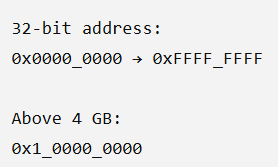 32-bit address:
0x0000_0000 → 0xFFFF_FFFF
Above 4 GB:
0x1_0000_0000